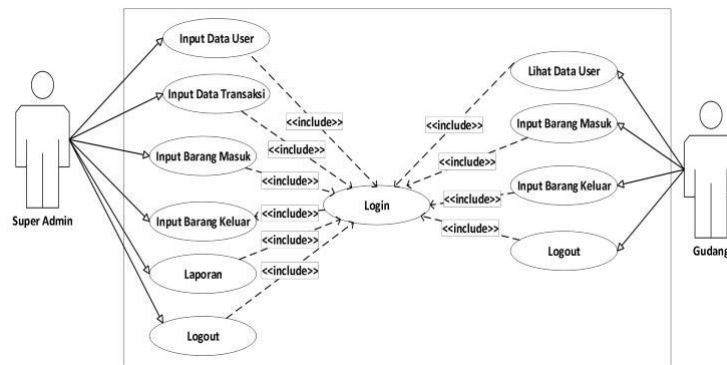 Input Data User
Input Data Transaksi
Input Barang Masuk
Input Barang Keluar
Laporan
Logout
Super Admin
<<include>>
<<include>>
<<include>>
<<include>>
<<include>>
<<include>>
Login
<<include>>
<<include>>
<<include>>
<<include>>
Lihat Data User
Input Barang Masuk
Input Barang Keluar
Logout
Gudang